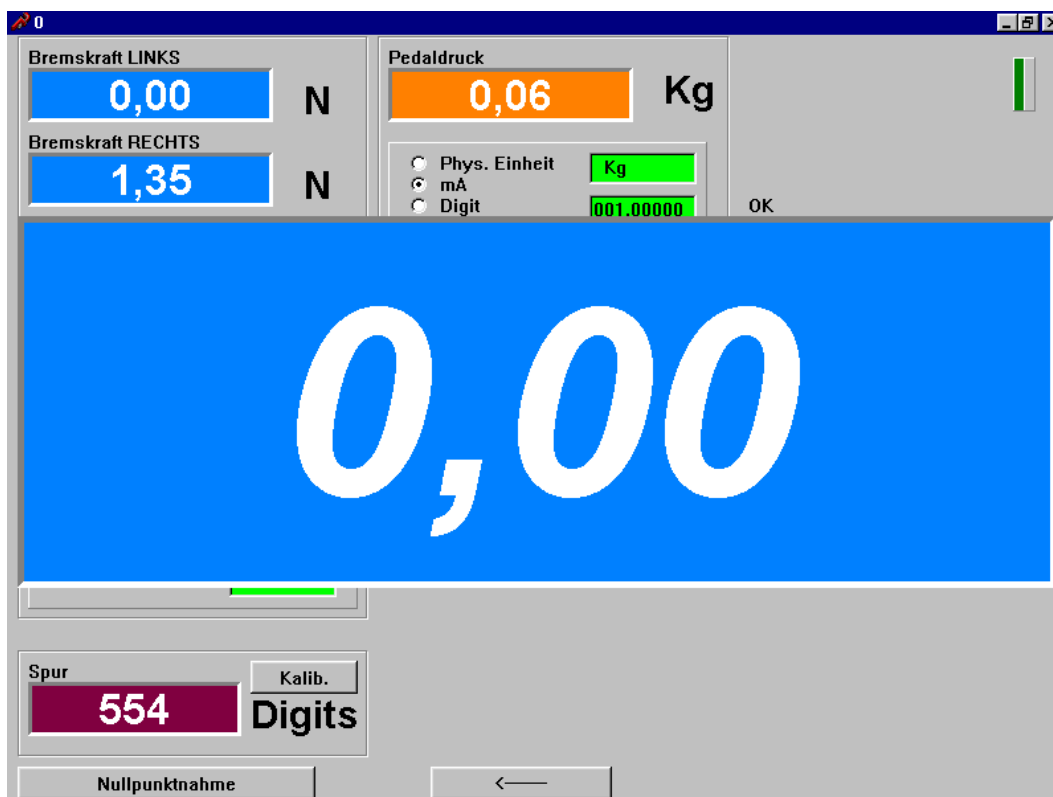 0
Bremskraft LINKS
0,00 N
Bremskraft RECHTS
1,35 N
Pedaldruck
0,06 Kg
Phys. Einheit Kg
mA
Digit 001.00000
OK
0,00
Spur
Kalib.
554 Digits
Nullpunktnahme
<——